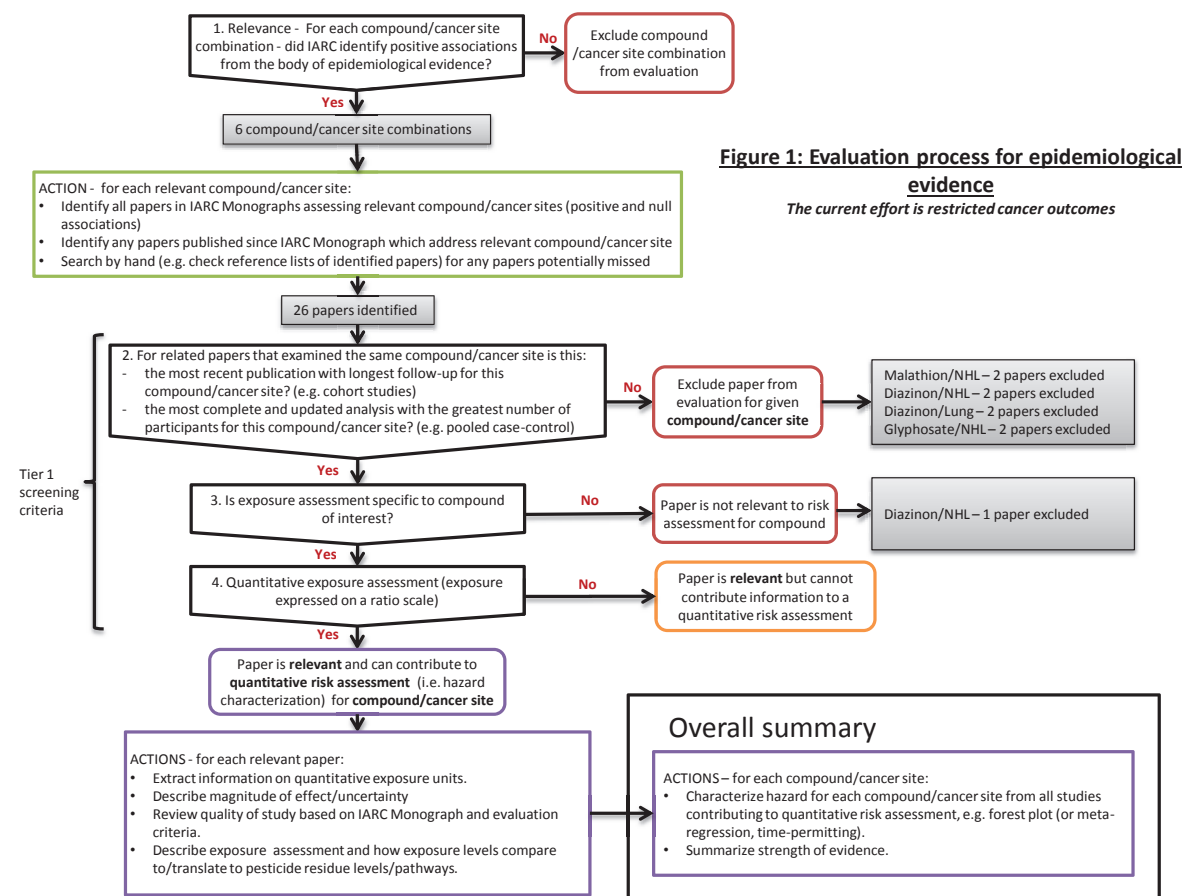 1. Relevance - For each compound/cancer site
combination - did IARC identify positive associations
from the body of epidemiological evidence?
No
Exclude compound
/cancer site combination
from evaluation
Yes
6 compound/cancer site combinations
Figure 1: Evaluation process for epidemiological
evidence
The current effort is restricted cancer outcomes
ACTION - for each relevant compound/cancer site:
• Identify all papers in IARC Monographs assessing relevant compound/cancer sites (positive and null
associations)
• Identify any papers published since IARC Monograph which address relevant compound/cancer site
• Search by hand (e.g. check reference lists of identified papers) for any papers potentially missed
26 papers identified
Tier 1
screening
criteria
2. For related papers that examined the same compound/cancer site is this:
- the most recent publication with longest follow-up for this
compound/cancer site? (e.g. cohort studies)
- the most complete and updated analysis with the greatest number of
participants for this compound/cancer site? (e.g. pooled case-control)
No
Exclude paper from
evaluation for given
compound/cancer site
Malathion/NHL – 2 papers excluded
Diazinon/NHL – 2 papers excluded
Diazinon/Lung – 2 papers excluded
Glyphosate/NHL – 2 papers excluded
Yes
3. Is exposure assessment specific to compound
of interest?
No
Paper is not relevant to risk
assessment for compound
Diazinon/NHL – 1 paper excluded
Yes
4. Quantitative exposure assessment (exposure
expressed on a ratio scale)
No
Paper is relevant but cannot
contribute information to a
quantitative risk assessment
Yes
Paper is relevant and can contribute to
quantitative risk assessment (i.e. hazard
characterization) for compound/cancer site
ACTIONS - for each relevant paper:
• Extract information on quantitative exposure units.
• Describe magnitude of effect/uncertainty
• Review quality of study based on IARC Monograph and evaluation
criteria.
• Describe exposure assessment and how exposure levels compare
to/translate to pesticide residue levels/pathways.
Overall summary
ACTIONS – for each compound/cancer site:
• Characterize hazard for each compound/cancer site from all studies
contributing to quantitative risk assessment, e.g. forest plot (or meta-
regression, time-permitting).
• Summarize strength of evidence.